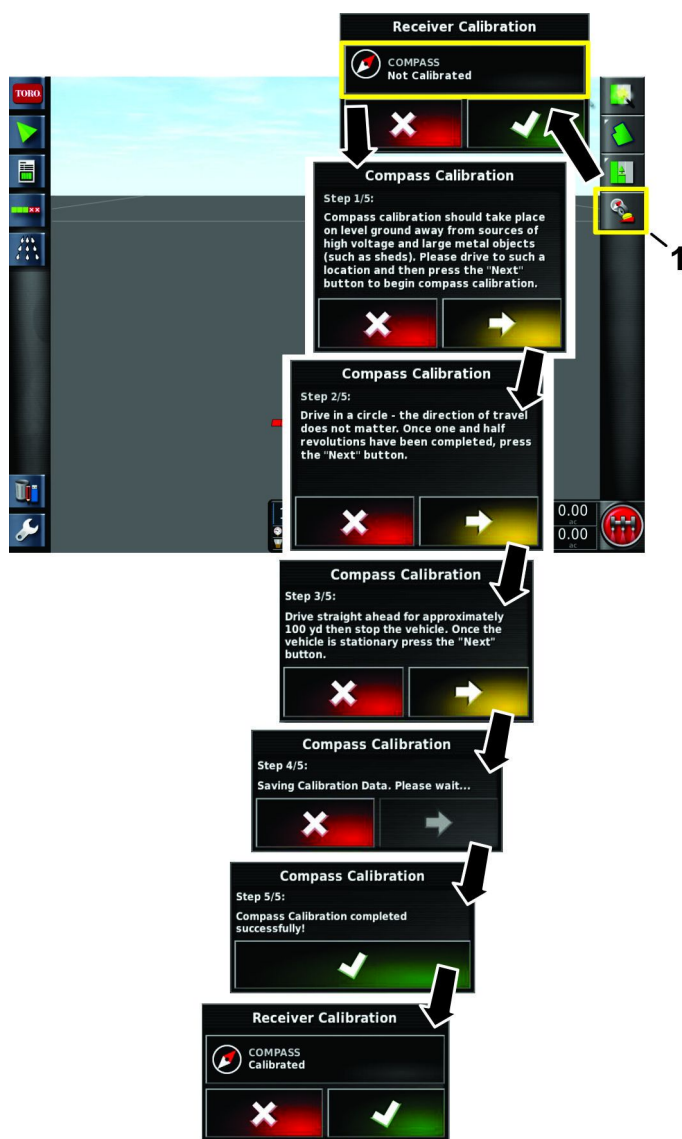 Receiver Calibration
COMPASS
Not Calibrated
TORO
1
Compass Calibration
Step 1/5:
Compass calibration should take place
on level ground away from sources of
high voltage and large metal objects
(such as sheds). Please drive to such a
location and then press the "Next"
button to begin compass calibration.
Compass Calibration
Step 2/5:
Drive in a circle - the direction of travel
does not matter. Once one and half
revolutions have been completed, press
the "Next" button.
0.00
ac
0.00
ac
Compass Calibration
Step 3/5:
Drive straight ahead for approximately
100 yd then stop the vehicle. Once the
vehicle is stationary press the "Next"
button.
Compass Calibration
Step 4/5:
Saving Calibration Data. Please wait...
Compass Calibration
Step 5/5:
Compass Calibration completed
successfully!
Receiver Calibration
COMPASS
Calibrated